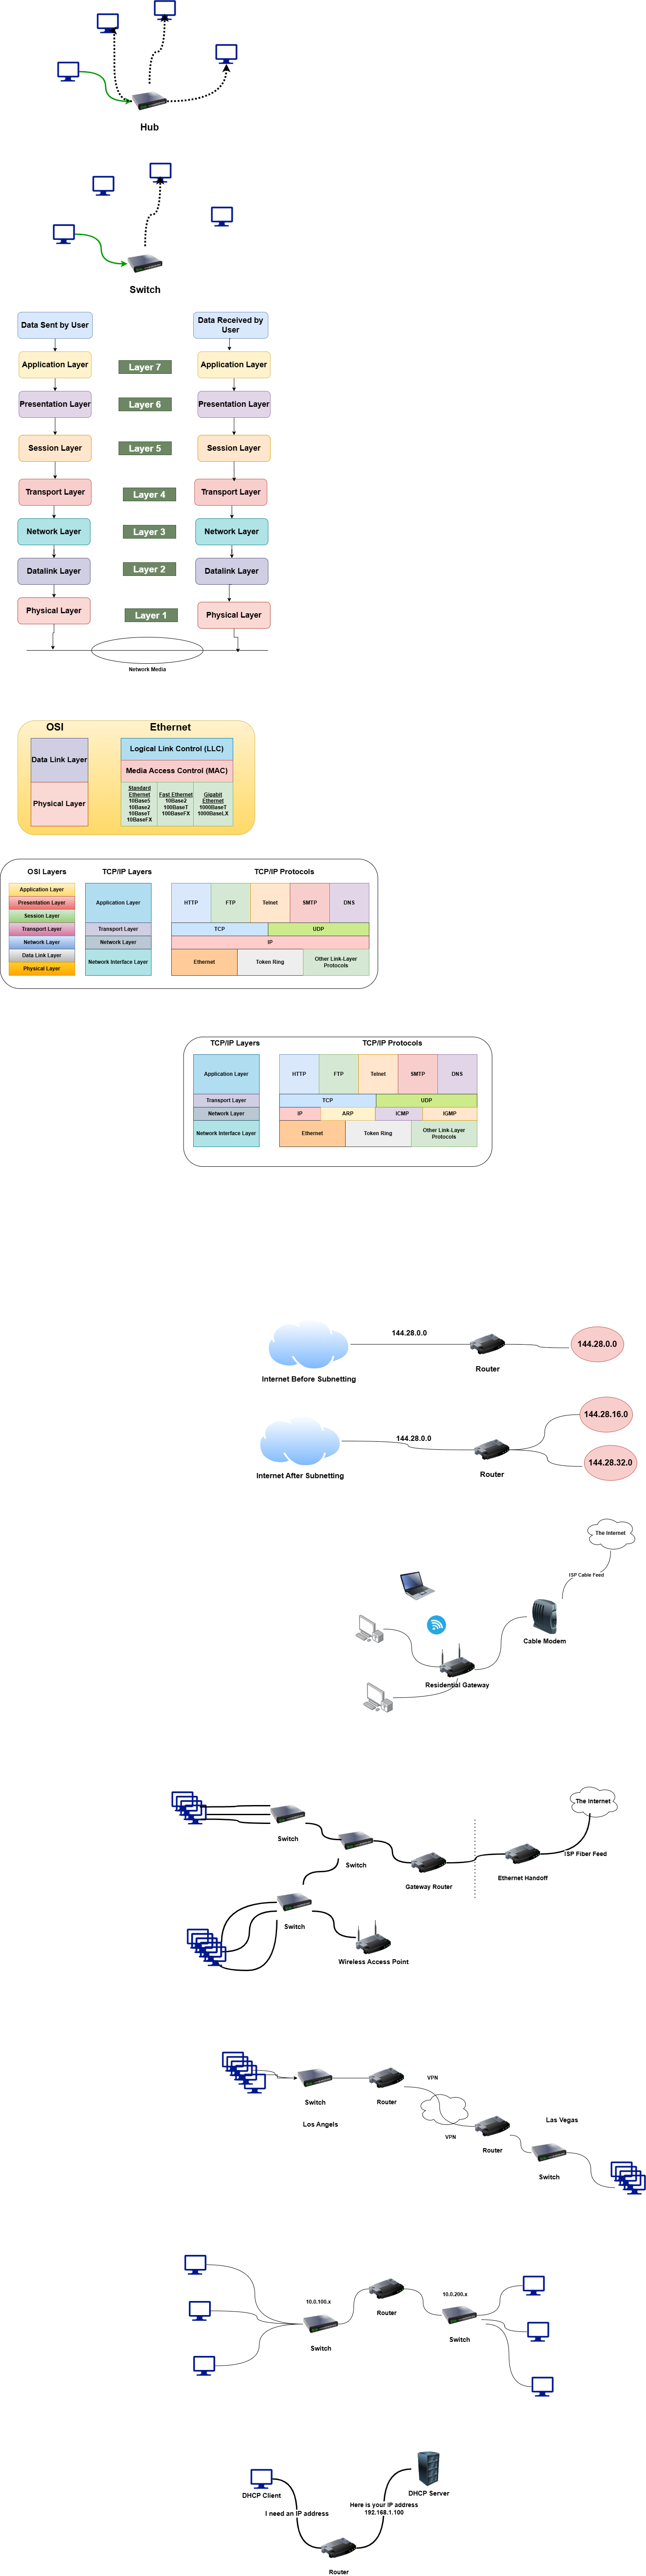 Hub
Switch
Data Sent by User
Data Received by
User
Application Layer
Layer 7
Application Layer
Presentation Layer
Layer 6
Presentation Layer
Session Layer
Layer 5
Session Layer
Transport Layer
Layer 4
Transport Layer
Network Layer
Layer 3
Network Layer
Datalink Layer
Layer 2
Datalink Layer
Physical Layer
Layer 1
Physical Layer
Network Media
OSI
Ethernet
Data Link Layer
Logical Link Control (LLC)
Media Access Control (MAC)
Physical Layer
Standard
Ethernet
10Base5
10Base2
10BaseT
10BaseFX
Fast Ethernet
10Base2
100BaseT
100BaseFX
Gigabit
Ethernet
1000BaseT
1000BaseLX
OSI Layers
TCP/IP Layers
TCP/IP Protocols
Application Layer
Presentation Layer
Session Layer
Transport Layer
Network Layer
Data Link Layer
Physical Layer
Application Layer
Transport Layer
Network Layer
Network Interface Layer
HTTP
FTP
Telnet
SMTP
DNS
TCP
UDP
IP
Ethernet
Token Ring
Other Link-Layer
Protocols
TCP/IP Layers
TCP/IP Protocols
Application Layer
Transport Layer
Network Layer
Network Interface Layer
HTTP
FTP
Telnet
SMTP
DNS
TCP
UDP
IP
ARP
ICMP
IGMP
Ethernet
Token Ring
Other Link-Layer
Protocols
144.28.0.0
144.28.0.0
Router
Internet Before Subnetting
144.28.16.0
144.28.0.0
144.28.32.0
Router
Internet After Subnetting
The Internet
ISP Cable Feed
Cable Modem
Residential Gateway
The Internet
Switch
Switch
ISP Fiber Feed
Ethernet Handoff
Gateway Router
Switch
Wireless Access Point
VPN
Switch
Router
Los Angels
Las Vegas
VPN
Router
Switch
10.0.100.x
10.0.200.x
Router
Switch
Switch
DHCP Client
DHCP Server
Here is your IP address
192.168.1.100
I need an IP address
Router